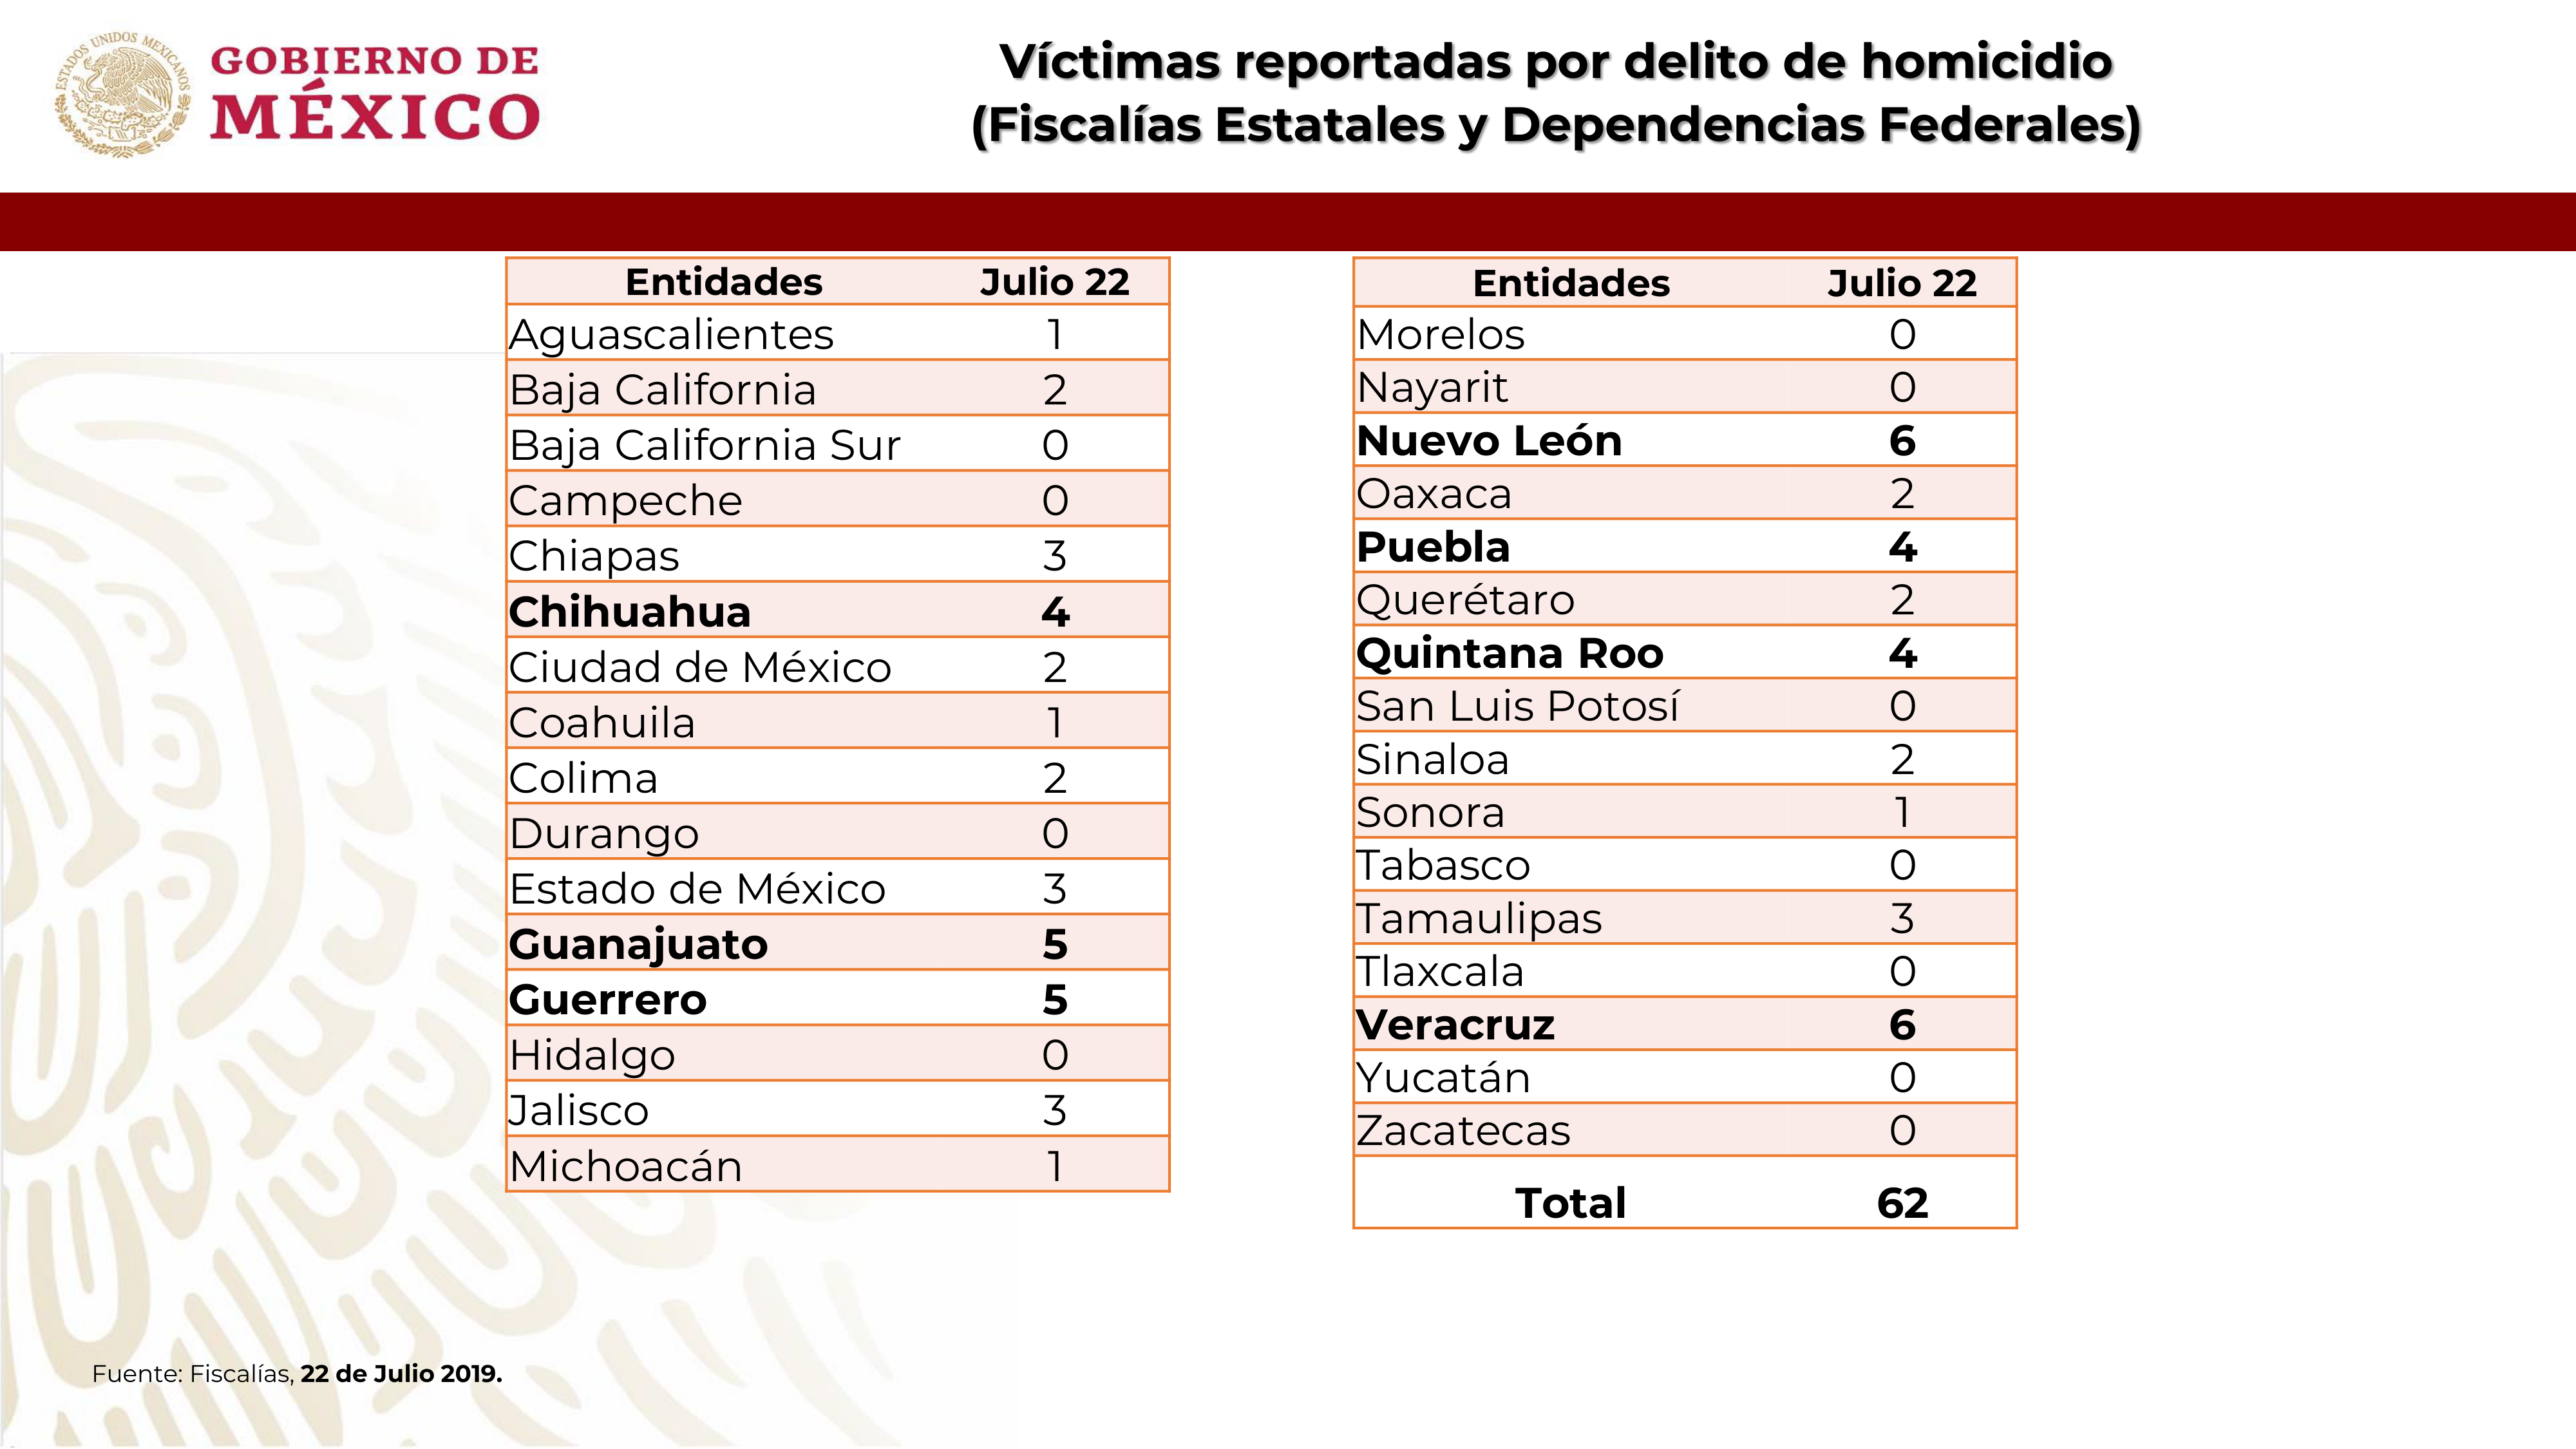 ESTADOS UNIDOS MEXICANOS
GOBIERNO DE
MÉXICO
Víctimas reportadas por delito de homicidio
(Fiscalías Estatales y Dependencias Federales)
Entidades Julio 22
Aguascalientes 1
Baja California 2
Baja California Sur 0
Campeche 0
Chiapas 3
Chihuahua 4
Ciudad de México 2
Coahuila 1
Colima 2
Durango 0
Estado de México 3
Guanajuato 5
Guerrero 5
Hidalgo 0
Jalisco 3
Michoacán 1
Entidades Julio 22
Morelos 0
Nayarit 0
Nuevo León 6
Oaxaca 2
Puebla 4
Querétaro 2
Quintana Roo 4
San Luis Potosí 0
Sinaloa 2
Sonora 1
Tabasco 0
Tamaulipas 3
Tlaxcala 0
Veracruz 6
Yucatán 0
Zacatecas 0
Total 62
Fuente: Fiscalías, 22 de Julio 2019.